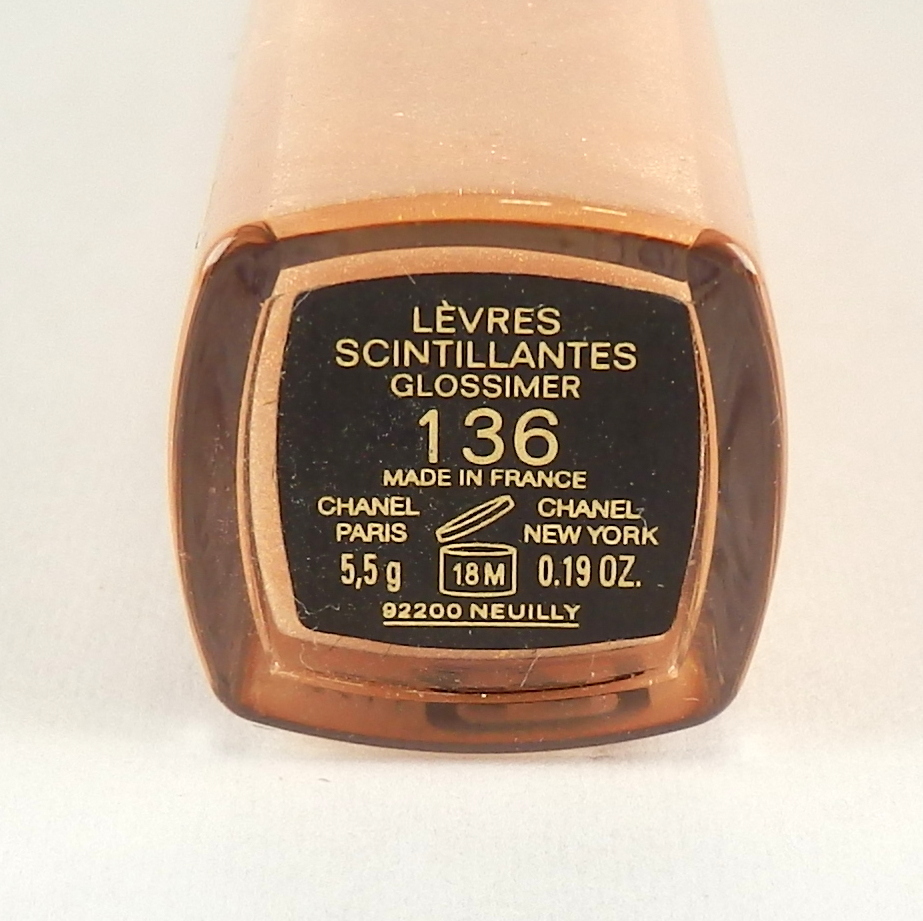 LÈVRES
SCINTILLANTES
GLOSSIMER
136
MADE IN FRANCE
CHANEL CHANEL
PARIS NEW YORK
5,5 g 18M 0.19 OZ.
92200 NEUILLY